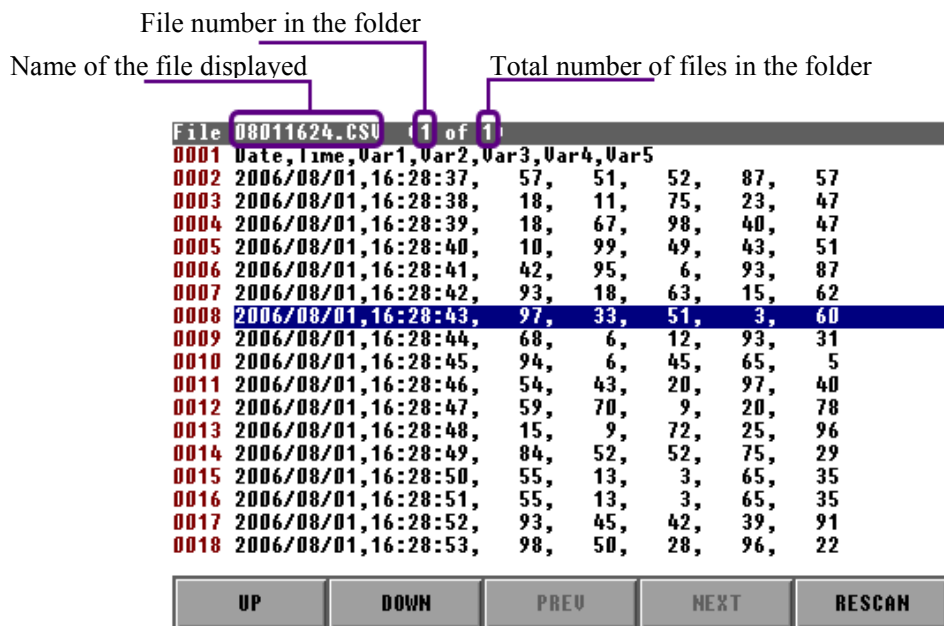 File number in the folder
Name of the file displayed Total number of files in the folder
File 08011624.CSV (1 of 1)
0001 Date,Time,Var1,Var2,Var3,Var4,Var5
0002 2006/08/01,16:28:37, 57, 51, 52, 87, 57
0003 2006/08/01,16:28:38, 18, 11, 75, 23, 47
0004 2006/08/01,16:28:39, 18, 67, 98, 40, 47
0005 2006/08/01,16:28:40, 10, 99, 49, 43, 51
0006 2006/08/01,16:28:41, 42, 95, 6, 93, 87
0007 2006/08/01,16:28:42, 93, 18, 63, 15, 62
0008 2006/08/01,16:28:43, 97, 33, 51, 3, 60
0009 2006/08/01,16:28:44, 68, 6, 12, 93, 31
0010 2006/08/01,16:28:45, 94, 6, 45, 65, 5
0011 2006/08/01,16:28:46, 54, 43, 20, 97, 40
0012 2006/08/01,16:28:47, 59, 70, 9, 20, 78
0013 2006/08/01,16:28:48, 15, 9, 72, 25, 96
0014 2006/08/01,16:28:49, 84, 52, 52, 75, 29
0015 2006/08/01,16:28:50, 55, 13, 3, 65, 35
0016 2006/08/01,16:28:51, 55, 13, 3, 65, 35
0017 2006/08/01,16:28:52, 93, 45, 42, 39, 91
0018 2006/08/01,16:28:53, 98, 50, 28, 96, 22
UP DOWN PREV NEXT RESCAN